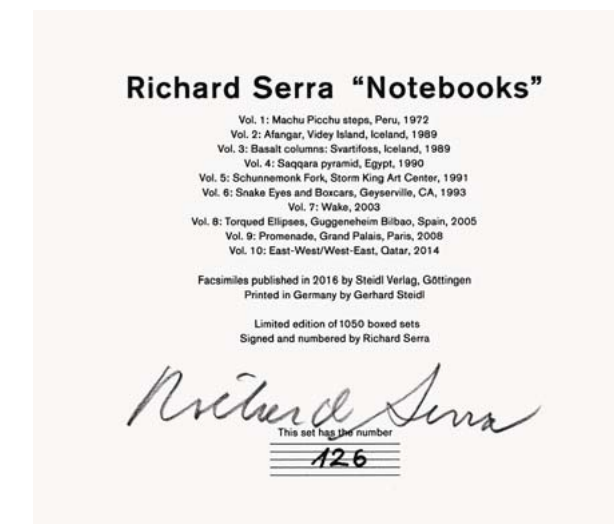 Richard Serra “Notebooks”
Vol. 1: Machu Picchu steps, Peru, 1972
Vol. 2: Afangar, Videy Island, Iceland, 1989
Vol. 3: Basalt columns: Svartifoss, Iceland, 1989
Vol. 4: Saqqara pyramid, Egypt, 1990
Vol. 5: Schunnemonk Fork, Storm King Art Center, 1991
Vol. 6: Snake Eyes and Boxcars, Geyserville, CA, 1993
Vol. 7: Wake, 2003
Vol. 8: Torqued Ellipses, Guggeneheim Bilbao, Spain, 2005
Vol. 9: Promenade, Grand Palais, Paris, 2008
Vol. 10: East-West/West-East, Qatar, 2014
Facsimiles published in 2016 by Steidl Verlag, Göttingen
Printed in Germany by Gerhard Steidl
Limited edition of 1050 boxed sets
Signed and numbered by Richard Serra
Richard Serra
This set has the number
126